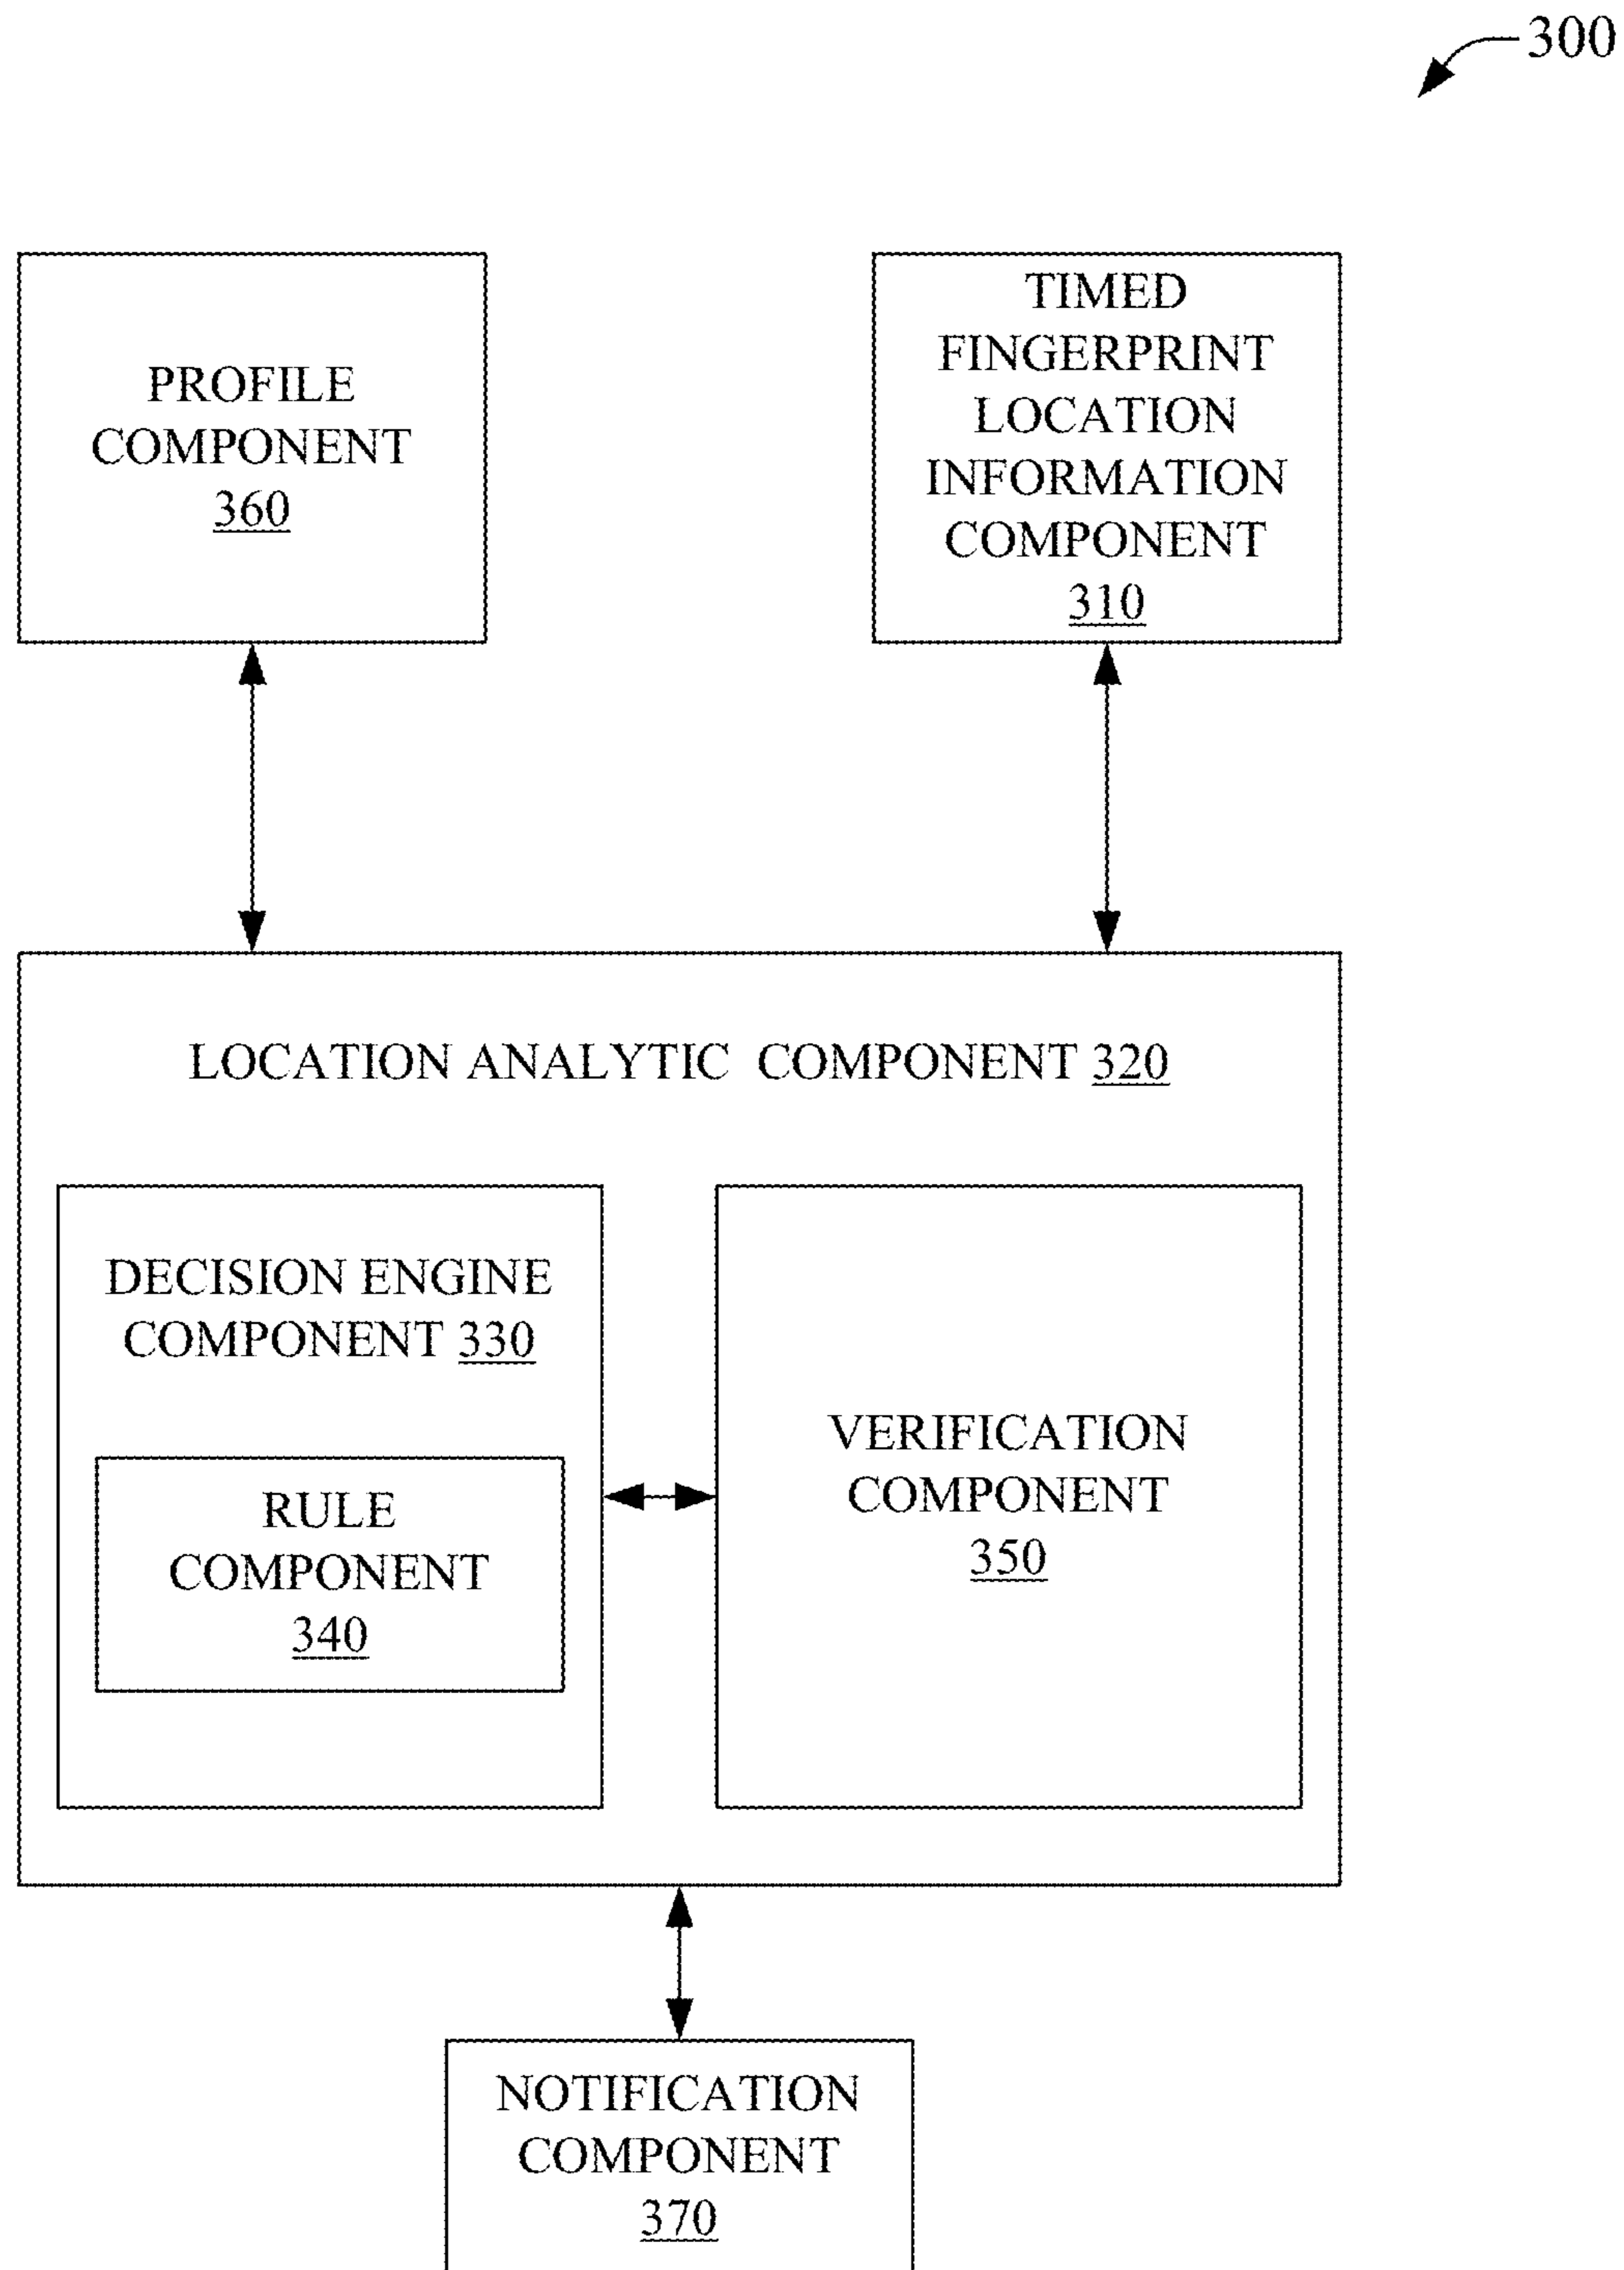 300
PROFILE
COMPONENT
360
TIMED
FINGERPRINT
LOCATION
INFORMATION
COMPONENT
310
LOCATION ANALYTIC COMPONENT 320
DECISION ENGINE
COMPONENT 330
RULE
COMPONENT
340
VERIFICATION
COMPONENT
350
NOTIFICATION
COMPONENT
370